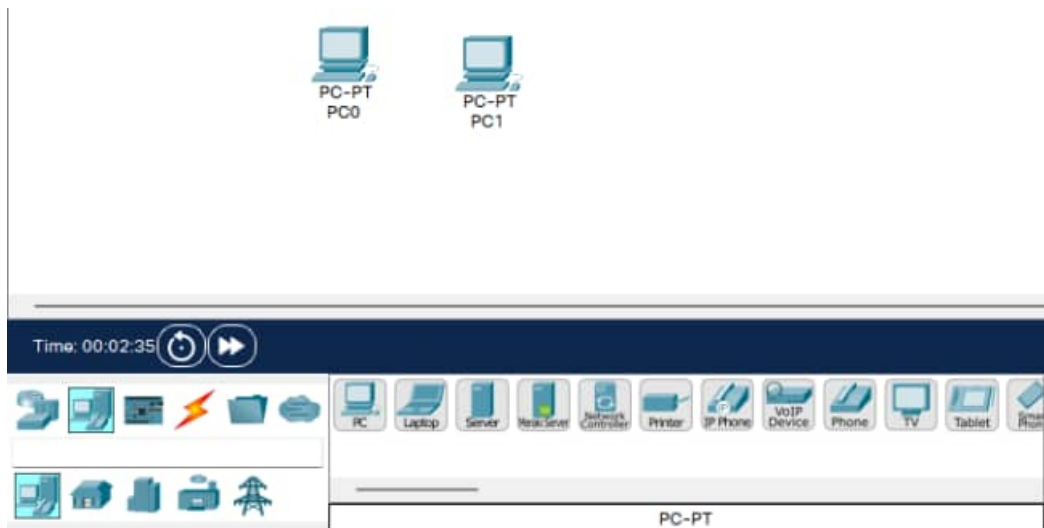 PC-PT
PC0
PC-PT
PC1
Time: 00:02:35
PC
Laptop
Server
Meraki Server
Network Controller
Printer
IP Phone
VoIP Device
Phone
TV
Tablet
PC-PT